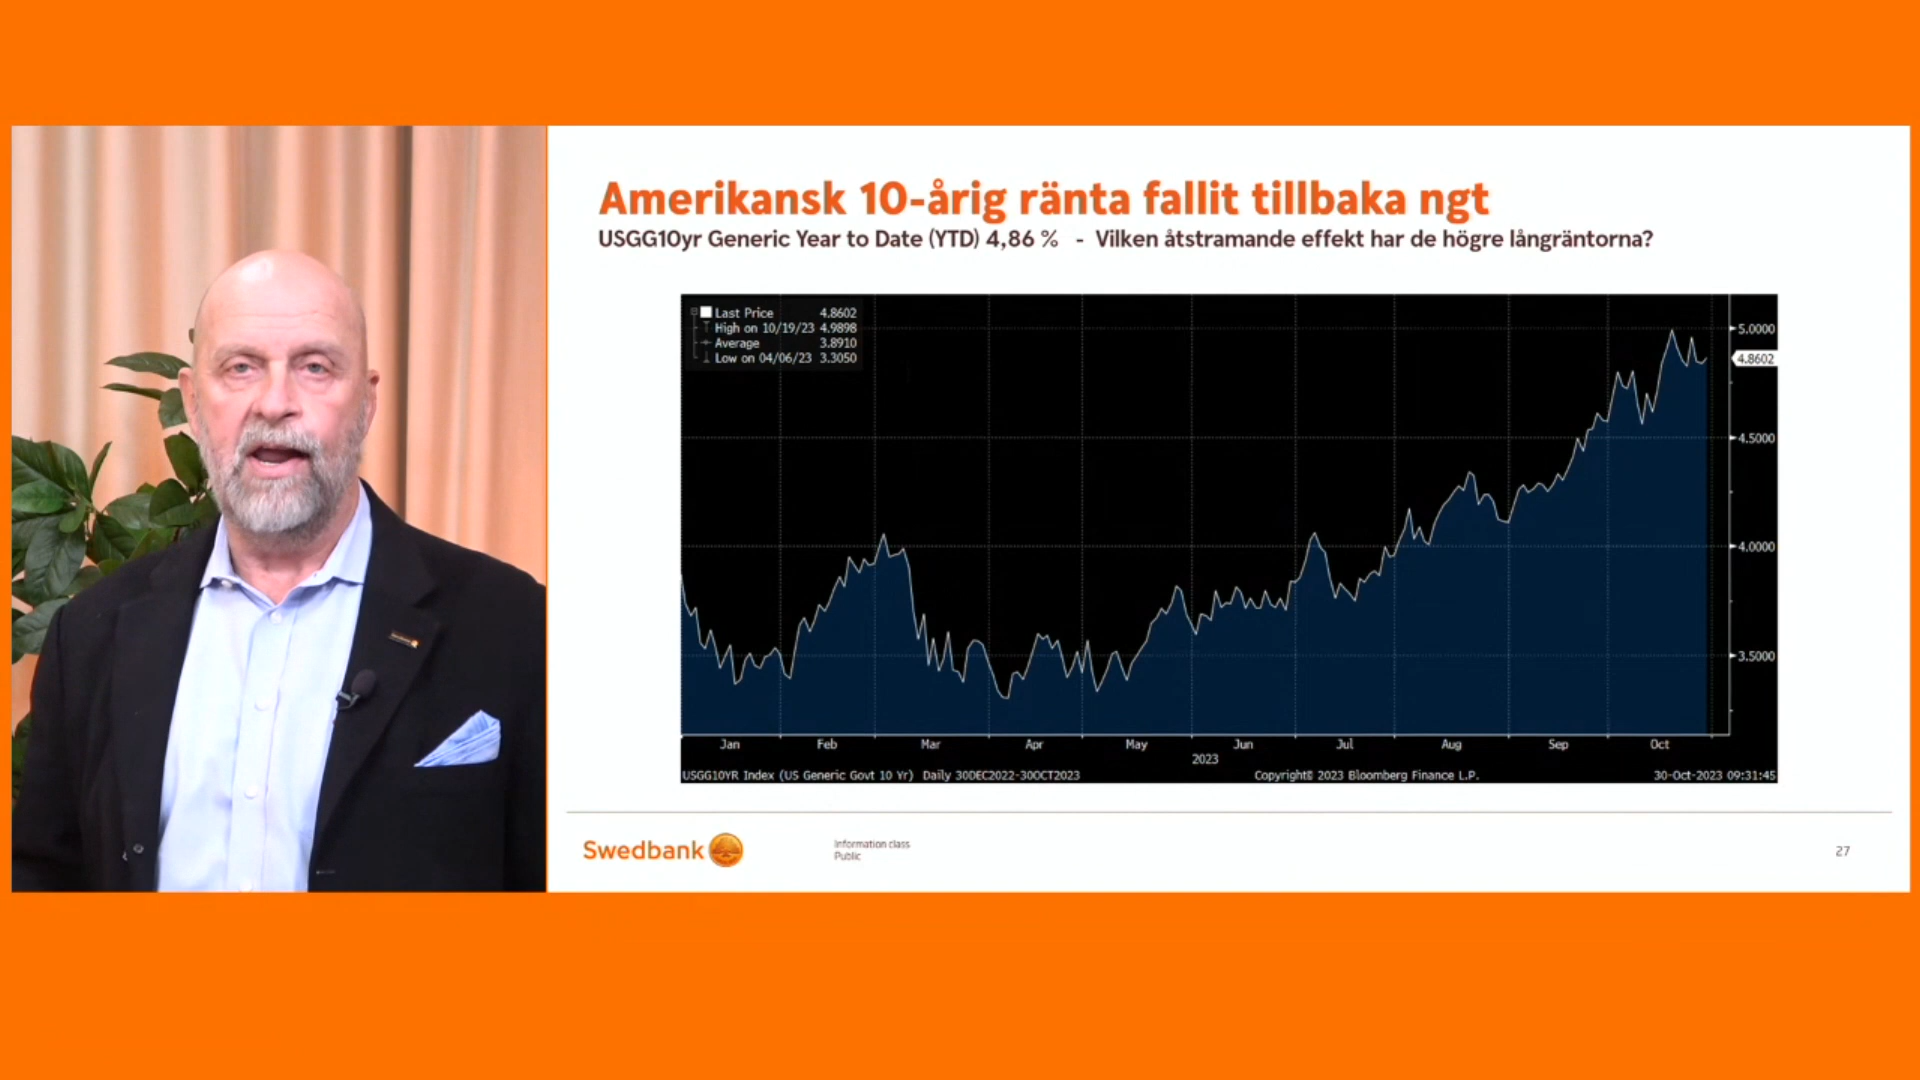 Amerikansk 10-årig ränta fallit tillbaka ngt
USGG10yr Generic Year to Date (YTD) 4,86 % - Vilken åtstramande effekt har de högre långräntorna?
Last Price 4.8602
High on 10/19/23 4.9898
Average 3.8910
Low on 04/06/23 3.3050
5.0000
4.8602
4.5000
4.0000
3.5000
Jan Feb Mar Apr May Jun Jul Aug Sep Oct
2023
USGG10YR Index (US Generic Govt 10 Yr) Daily 30DEC2022-30OCT2023 Copyright© 2023 Bloomberg Finance L.P. 30-Oct-2023 09:31:45
Swedbank
Information class
Public
27
Swedbank